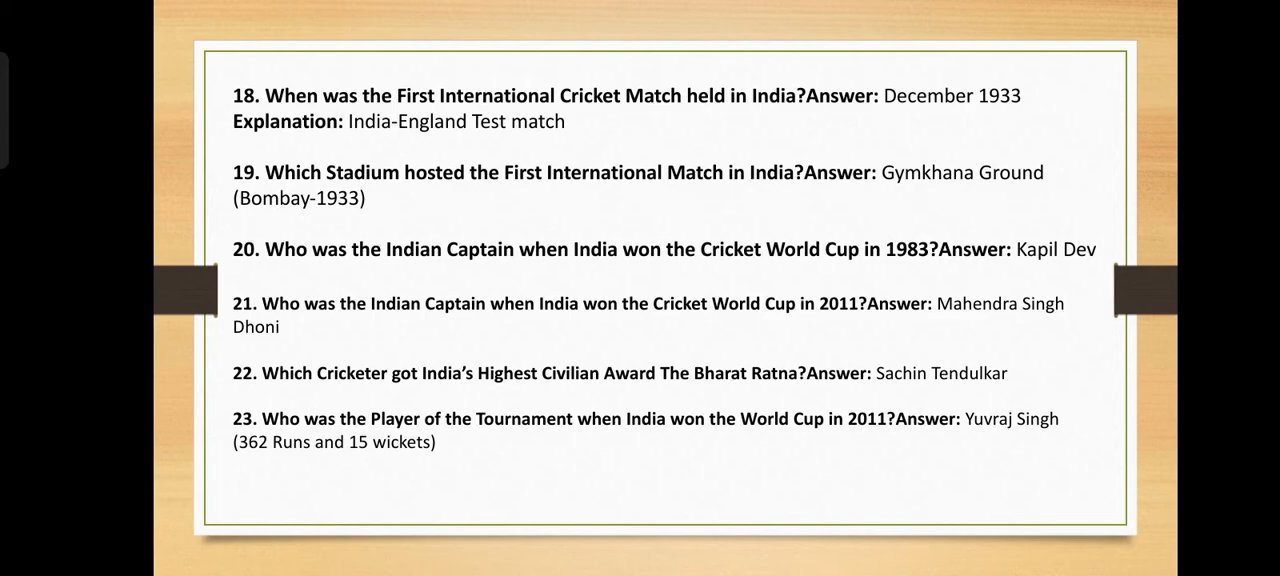 18. When was the First International Cricket Match held in India?Answer: December 1933
Explanation: India-England Test match
19. Which Stadium hosted the First International Match in India?Answer: Gymkhana Ground
(Bombay-1933)
20. Who was the Indian Captain when India won the Cricket World Cup in 1983?Answer: Kapil Dev
21. Who was the Indian Captain when India won the Cricket World Cup in 2011?Answer: Mahendra Singh
Dhoni
22. Which Cricketer got India’s Highest Civilian Award The Bharat Ratna?Answer: Sachin Tendulkar
23. Who was the Player of the Tournament when India won the World Cup in 2011?Answer: Yuvraj Singh
(362 Runs and 15 wickets)